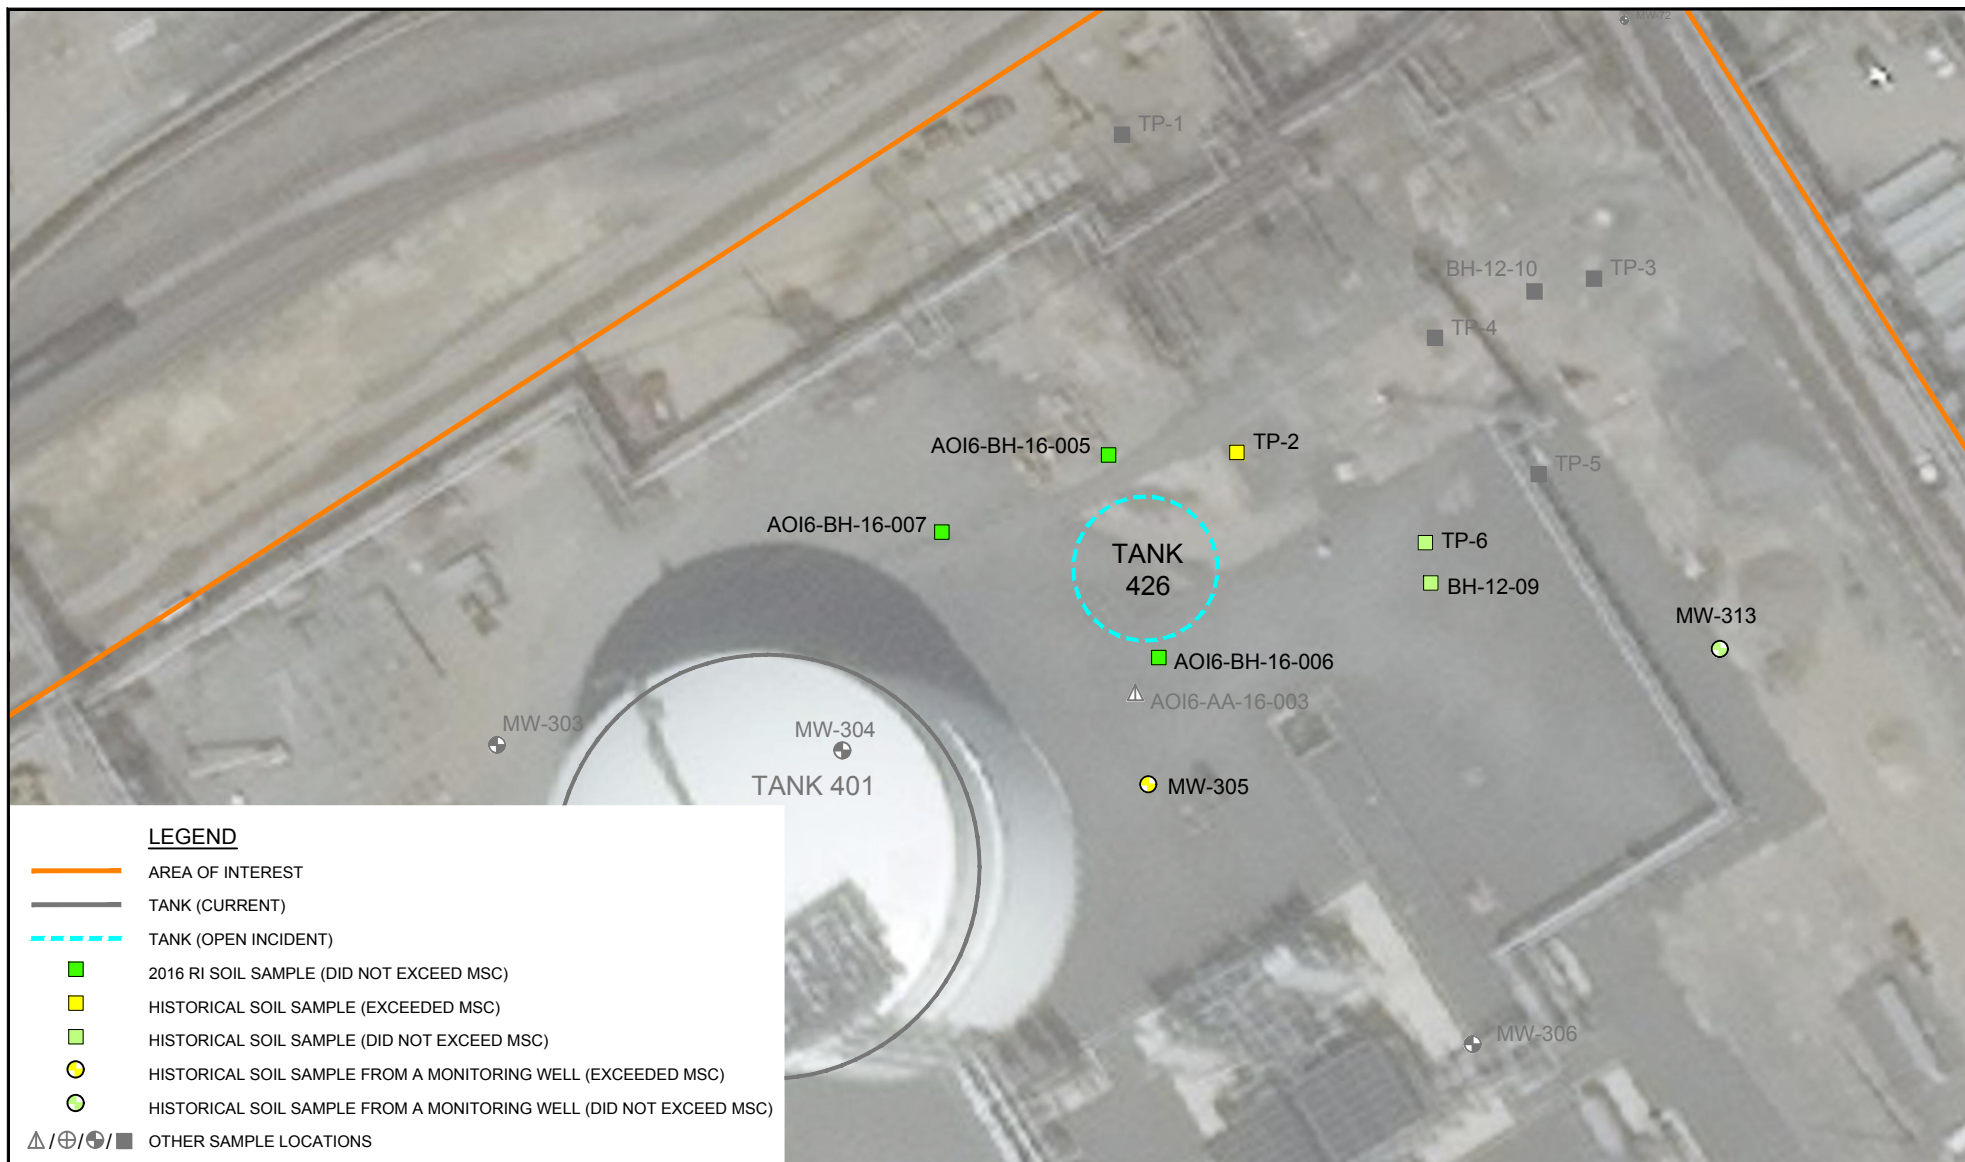 MW-72
TP-1
BH-12-10
TP-3
TP-4
AOI6-BH-16-005
TP-2
TP-5
AOI6-BH-16-007
TANK
426
TP-6
BH-12-09
MW-313
AOI6-BH-16-006
AOI6-AA-16-003
MW-303
MW-304
TANK 401
MW-305
MW-306
LEGEND
AREA OF INTEREST
TANK (CURRENT)
TANK (OPEN INCIDENT)
2016 RI SOIL SAMPLE (DID NOT EXCEED MSC)
HISTORICAL SOIL SAMPLE (EXCEEDED MSC)
HISTORICAL SOIL SAMPLE (DID NOT EXCEED MSC)
HISTORICAL SOIL SAMPLE FROM A MONITORING WELL (EXCEEDED MSC)
HISTORICAL SOIL SAMPLE FROM A MONITORING WELL (DID NOT EXCEED MSC)
/ / / OTHER SAMPLE LOCATIONS